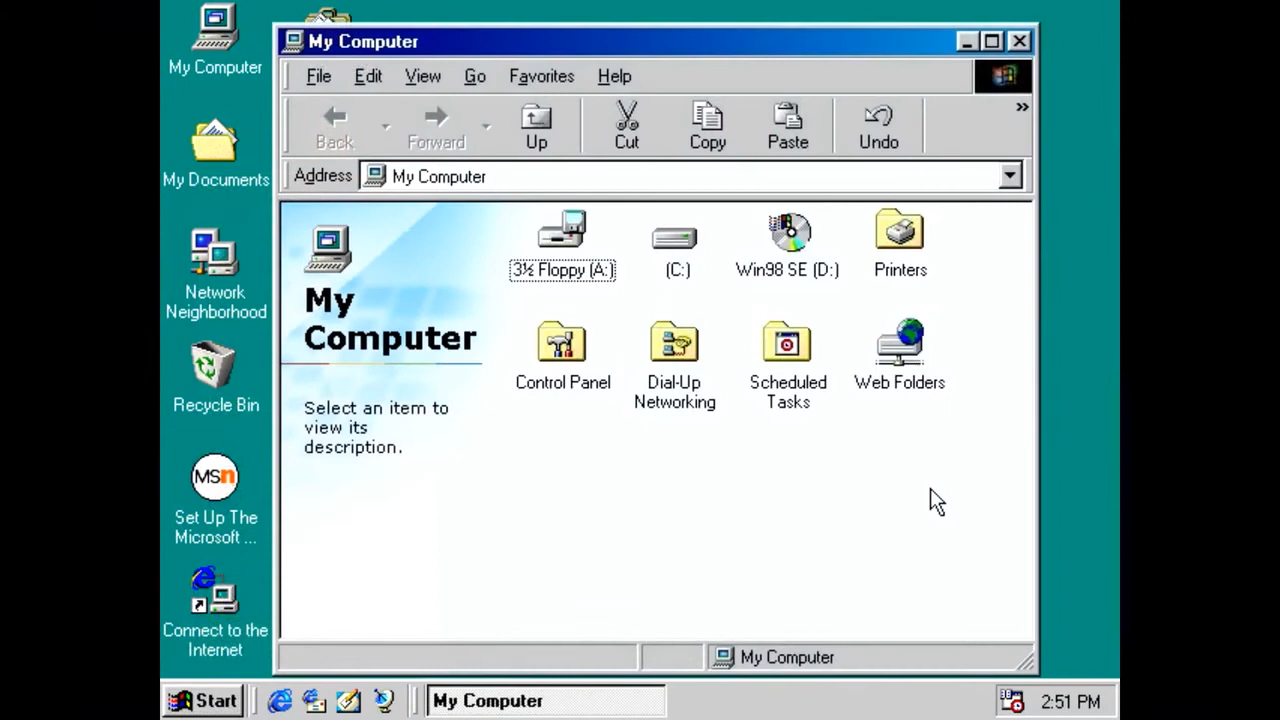 My Computer
My Documents
Network
Neighborhood
Recycle Bin
MSn
Set Up The
Microsoft ...
Connect to the
Internet
My Computer
File Edit View Go Favorites Help
Back Forward Up Cut Copy Paste Undo »
Address My Computer
My
Computer
Select an item to
view its
description.
3½ Floppy (A:) (C:) Win98 SE (D:) Printers
Control Panel Dial-Up
Networking Scheduled
Tasks Web Folders
My Computer
Start My Computer 2:51 PM